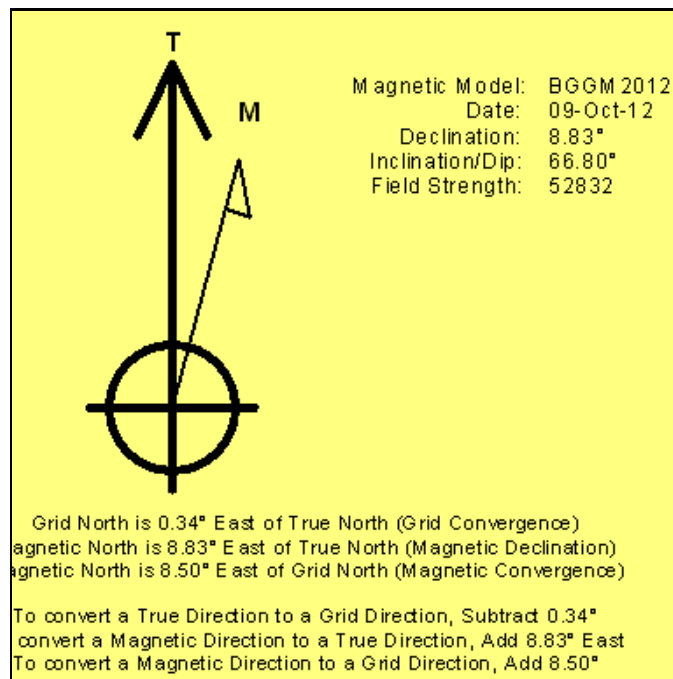 T
M
Magnetic Model: BGGM 2012
Date: 09-Oct-12
Declination: 8.83°
Inclination/Dip: 66.80°
Field Strength: 52832
Grid North is 0.34° East of True North (Grid Convergence)
agnetic North is 8.83° East of True North (Magnetic Declination)
agnetic North is 8.50° East of Grid North (Magnetic Convergence)
To convert a True Direction to a Grid Direction, Subtract 0.34°
convert a Magnetic Direction to a True Direction, Add 8.83° East
To convert a Magnetic Direction to a Grid Direction, Add 8.50°